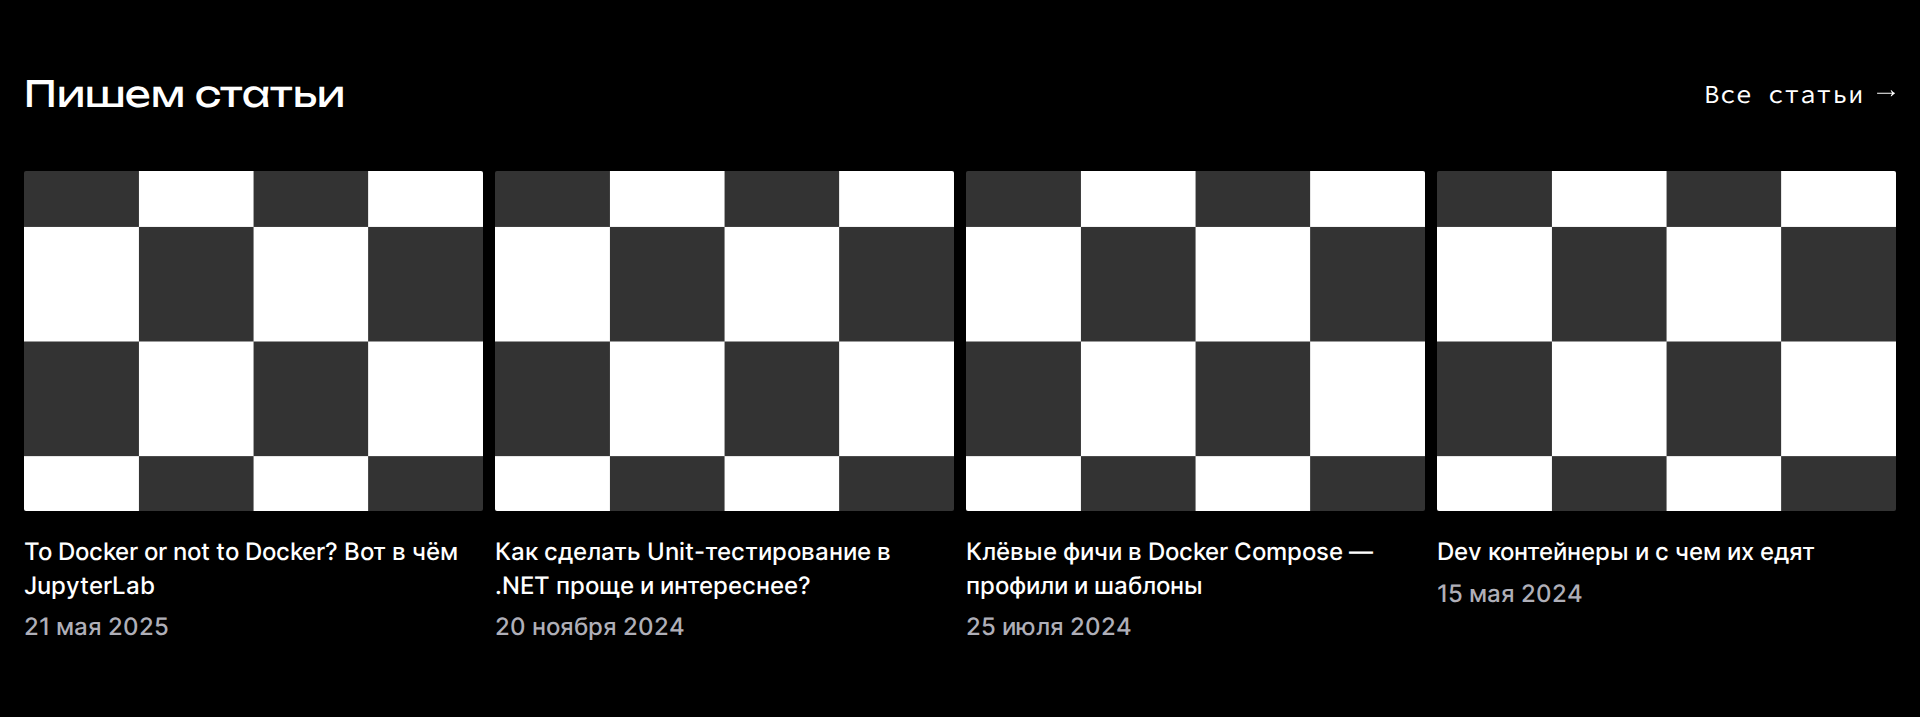 Пишем статьи
Все статьи →
To Docker or not to Docker? Вот в чём
JupyterLab
21 мая 2025
Как сделать Unit-тестирование в
.NET проще и интереснее?
20 ноября 2024
Клёвые фичи в Docker Compose —
профили и шаблоны
25 июля 2024
Dev контейнеры и с чем их едят
15 мая 2024